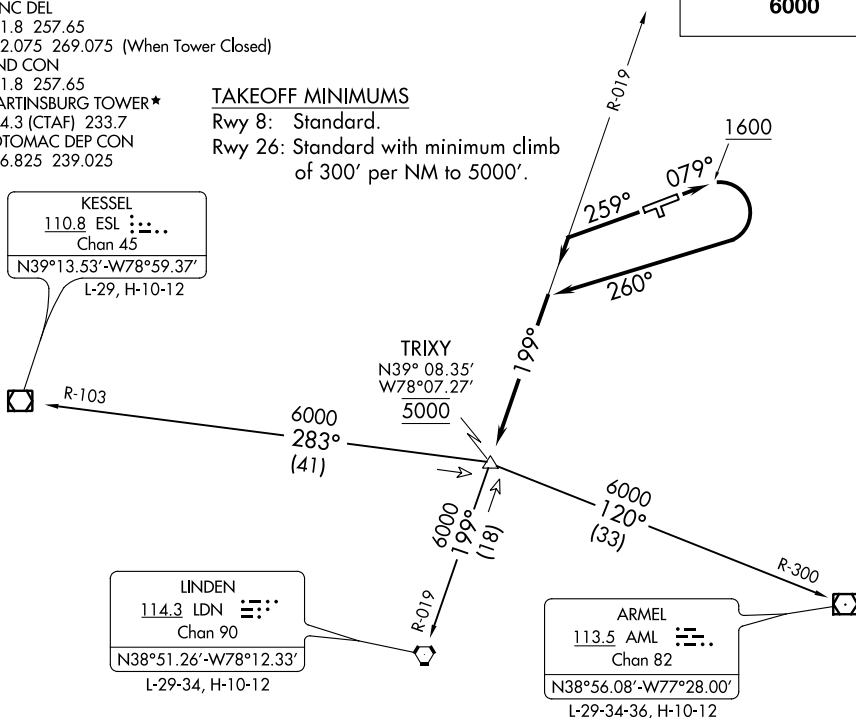 NC DEL
1.8 257.65
2.075 269.075 (When Tower Closed)
ND CON
1.8 257.65
ARTINSBURG TOWER★
4.3 (CTAF) 233.7
OTOMAC DEP CON
6.825 239.025
6000
TAKEOFF MINIMUMS
Rwy 8: Standard.
Rwy 26: Standard with minimum climb
of 300' per NM to 5000'.
R-019
1600
079°
259°
260°
199°
KESSEL
110.8 ESL
Chan 45
N39°13.53'-W78°59.37'
L-29, H-10-12
TRIXY
N39° 08.35'
W78°07.27'
5000
R-103
6000
283°
(41)
6000
199°
(18)
R-019
6000
120°
(33)
R-300
LINDEN
114.3 LDN
Chan 90
N38°51.26'-W78°12.33'
L-29-34, H-10-12
ARMEL
113.5 AML
Chan 82
N38°56.08'-W77°28.00'
L-29-34-36, H-10-12